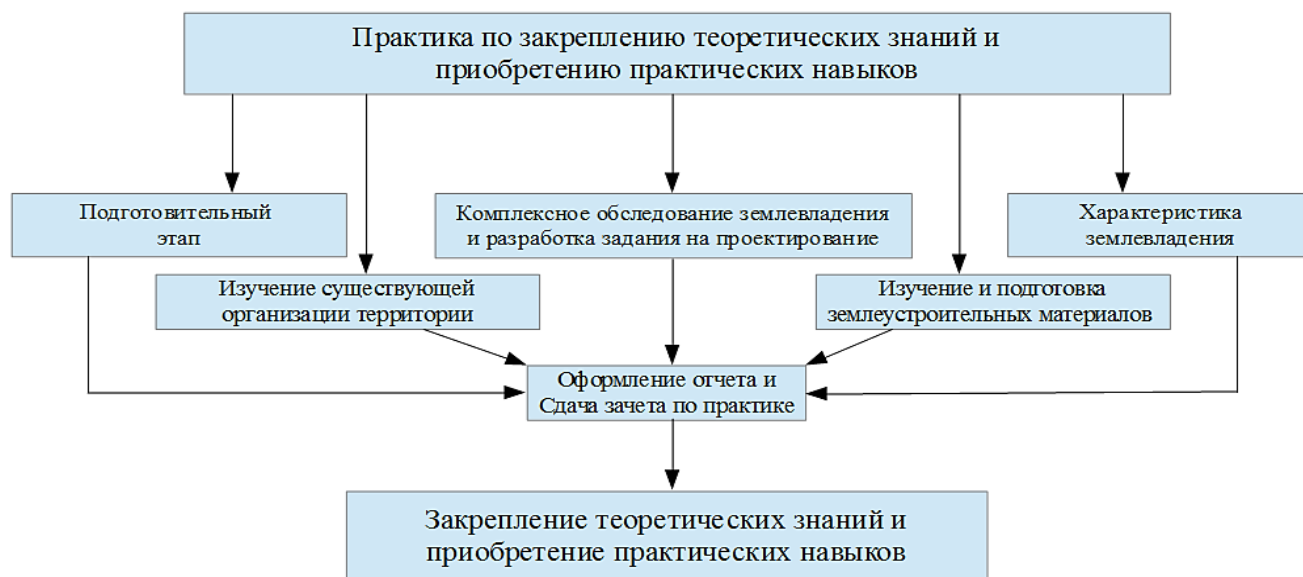 Практика по закреплению теоретических знаний и
приобретению практических навыков
Подготовительный
этап
Комплексное обследование землевладения
и разработка задания на проектирование
Характеристика
землевладения
Изучение существующей
организации территории
Изучение и подготовка
землеустроительных материалов
Оформление отчета и
Сдача зачета по практике
Закрепление теоретических знаний и
приобретение практических навыков